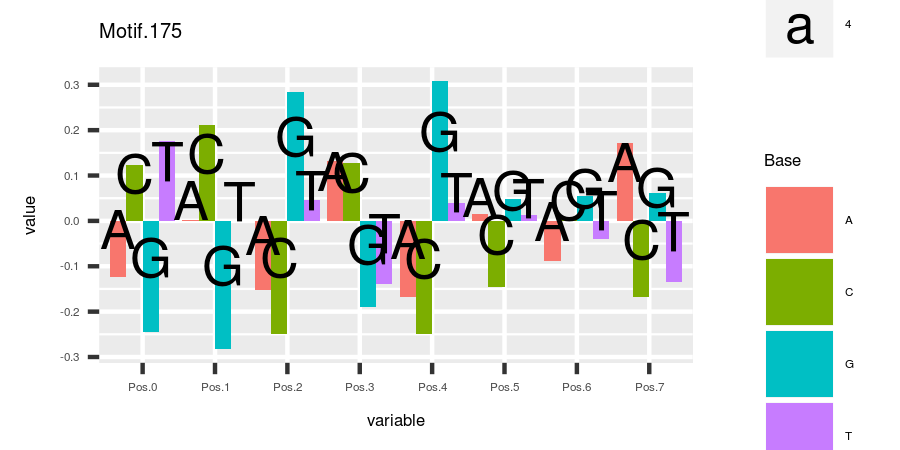 Motif.175
a 4
0.3
0.2
0.1
0.0
-0.1
-0.2
-0.3
value
A C G T A C G T A C G T A C G T A C G T A C G T A C G T A C G T
Pos.0 Pos.1 Pos.2 Pos.3 Pos.4 Pos.5 Pos.6 Pos.7
variable
Base
A
C
G
T